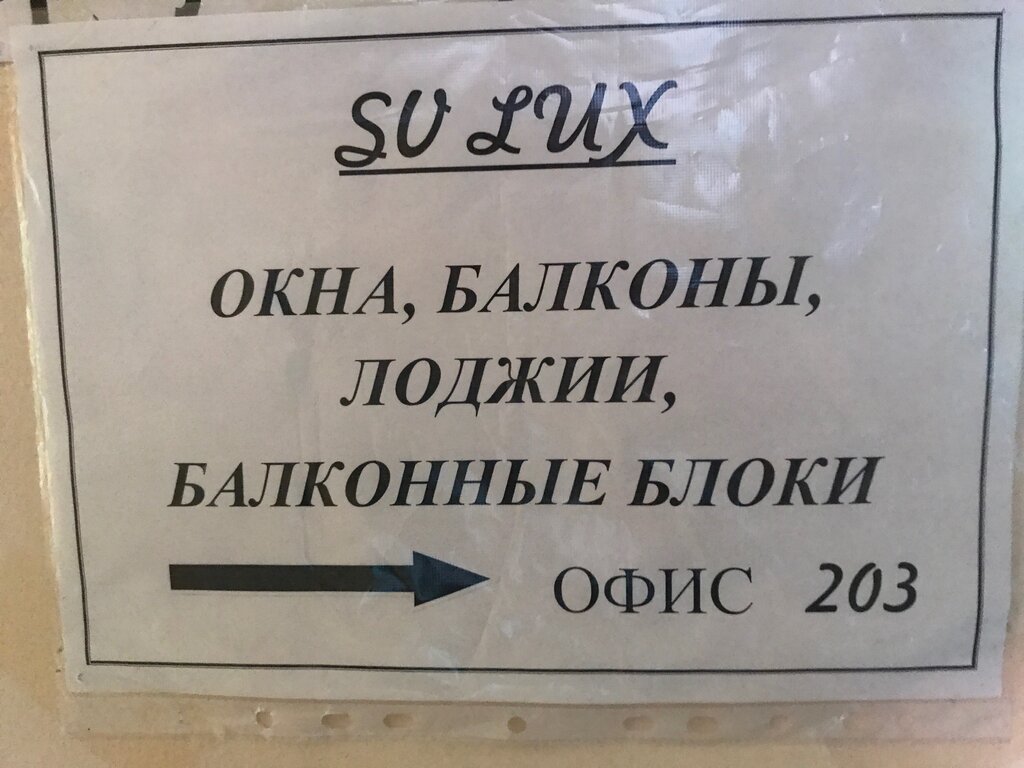 SV LUX
ОКНА, БАЛКОНЫ,
ЛОДЖИИ,
БАЛКОННЫЕ БЛОКИ
ОФИС 203